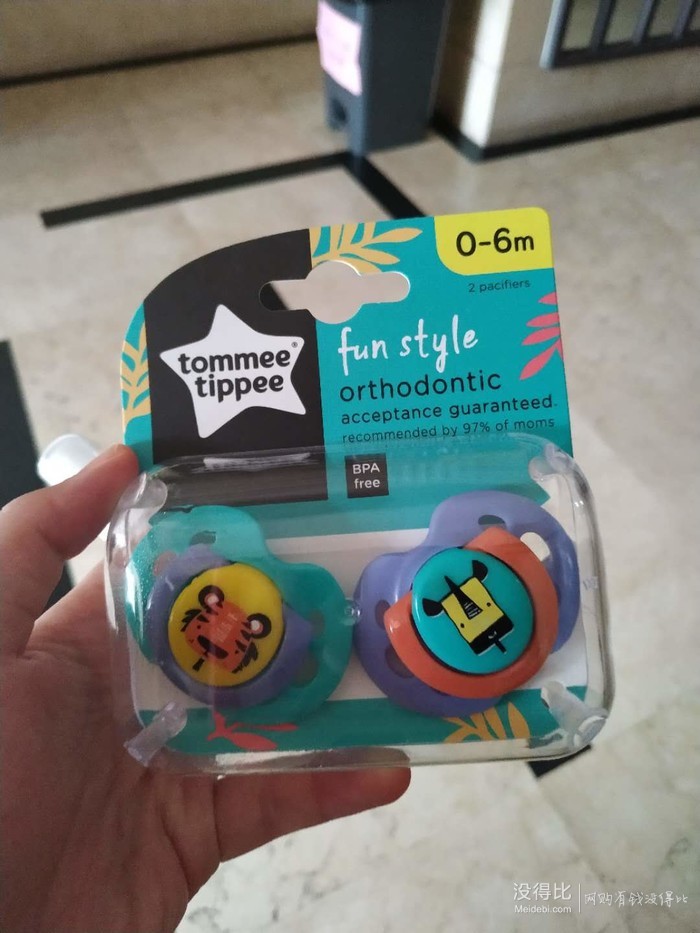 0-6m
2 pacifiers
tommee®
tippee
fun style
orthodontic
acceptance guaranteed
recommended by 97% of moms
BPA
free
没得比
Meidebi.com
网购有钱没得比